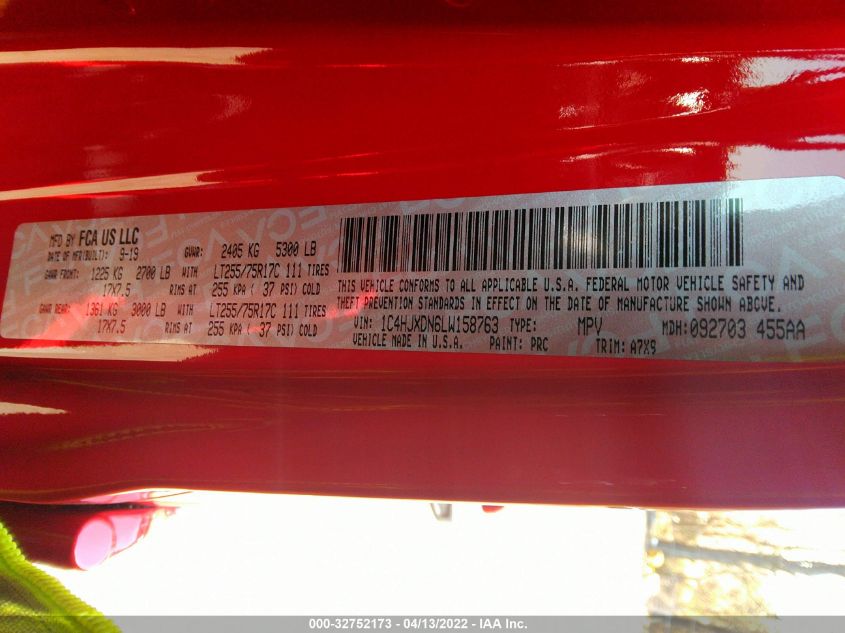 MFD BY FCA US LLC
DATE OF MFR(BUILT): 9-19 GVWR: 2405 KG 5300 LB
GAWR FRONT: 1225 KG 2700 LB WITH LT255/75R17C 111 TIRES
17X7.5 RIMS AT 255 KPA ( 37 PSI) COLD
GAWR REAR: 1361 KG 3000 LB WITH LT255/75R17C 111 TIRES
17X7.5 RIMS AT 255 KPA ( 37 PSI) COLD
THIS VEHICLE CONFORMS TO ALL APPLICABLE U.S.A. FEDERAL MOTOR VEHICLE SAFETY AND
THEFT PREVENTION STANDARDS IN EFFECT ON THE DATE OF MANUFACTURE SHOWN ABOVE.
VIN: 1C4HJXDN6LW158763 TYPE: MPV MDH: 092703 455AA
VEHICLE MADE IN U.S.A. PAINT: PRC TRIM: A7X9
000-32752173 - 04/13/2022 - IAA Inc.